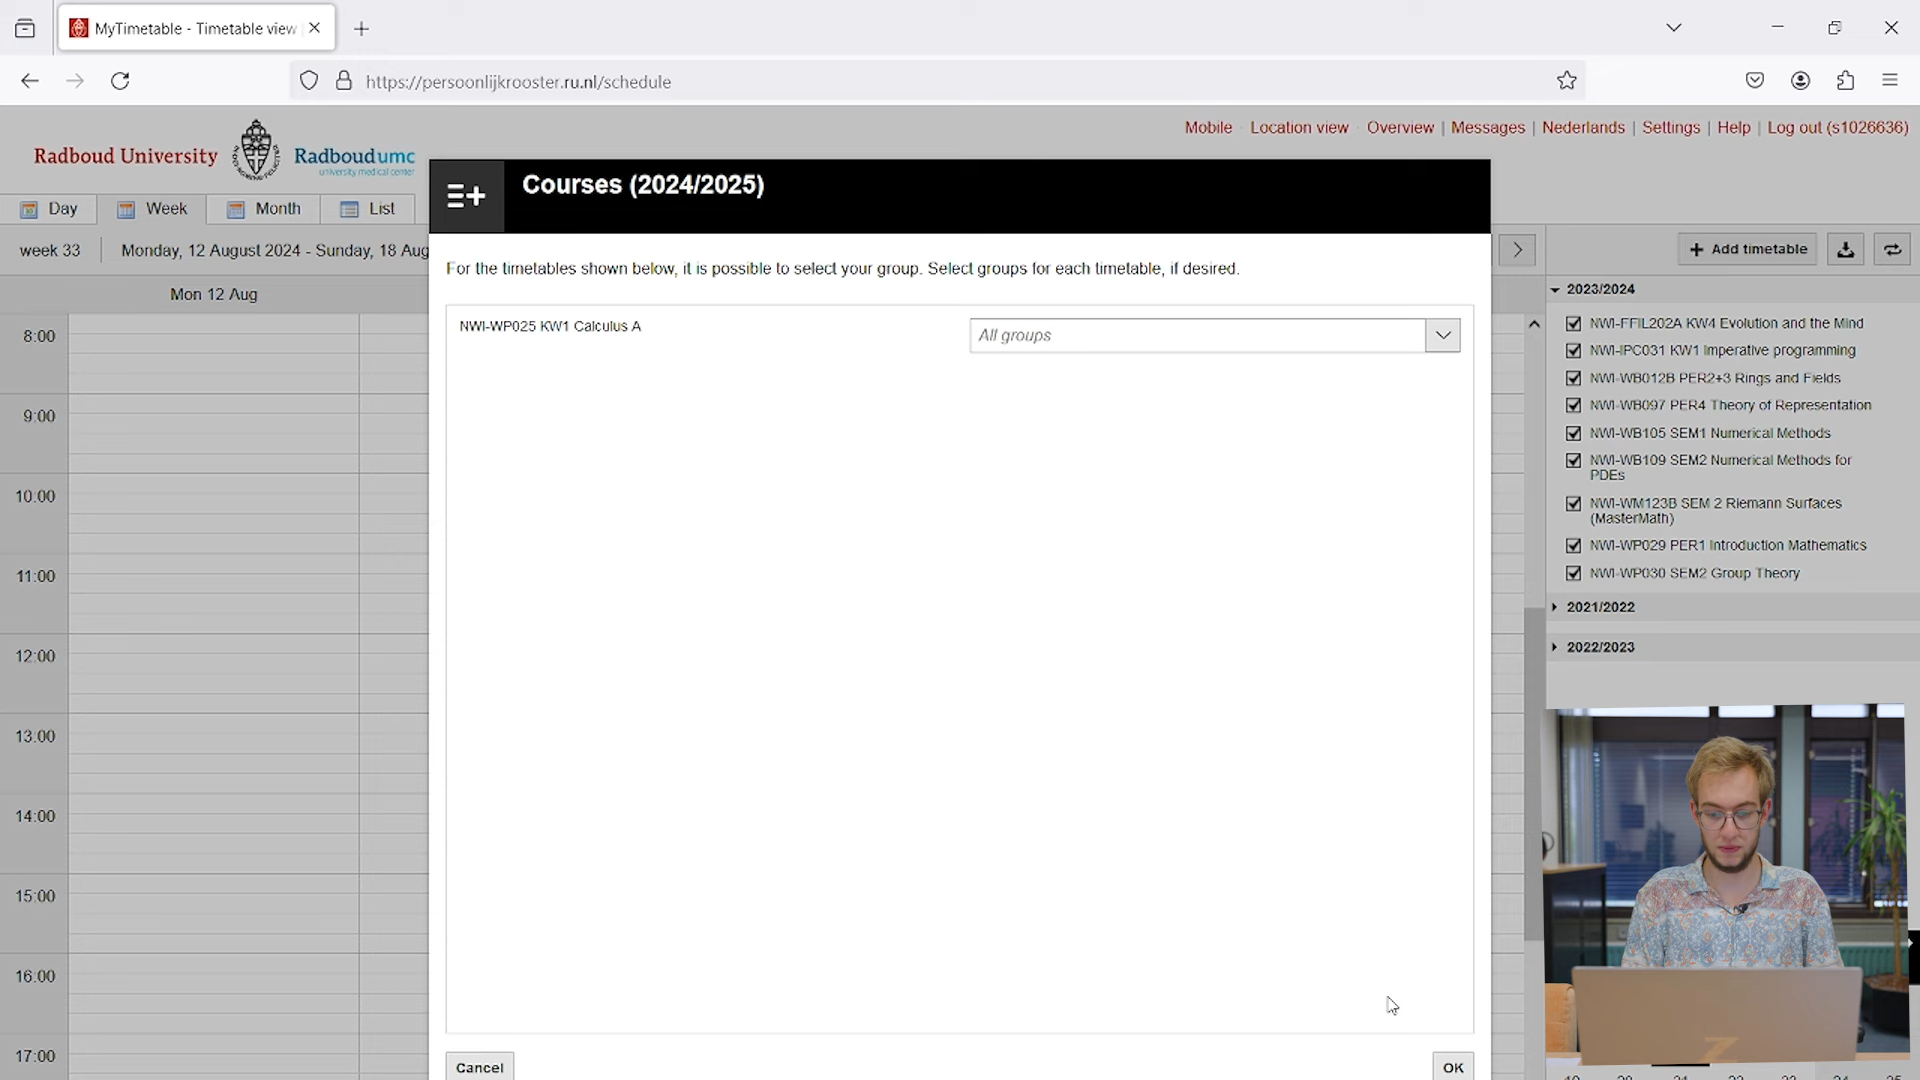 MyTimetable - Timetable view
https://persoonlijkrooster.ru.nl/schedule
Radboud University
Radboudumc
university medical center
Mobile Location view Overview | Messages | Nederlands | Settings | Help | Log out (s1026636)
Courses (2024/2025)
Day Week Month List
week 33 Monday, 12 August 2024 - Sunday, 18 Aug
Add timetable
For the timetables shown below, it is possible to select your group. Select groups for each timetable, if desired.
Mon 12 Aug
NWI-WP025 KW1 Calculus A
All groups
8:00
9:00
10:00
11:00
12:00
13:00
14:00
15:00
16:00
17:00
2023/2024
NWI-FFIL202A KW4 Evolution and the Mind
NWI-IPC031 KW1 Imperative programming
NWI-WB012B PER2+3 Rings and Fields
NWI-WB097 PER4 Theory of Representation
NWI-WB105 SEM1 Numerical Methods
NWI-WB109 SEM2 Numerical Methods for
PDEs
NWI-WM123B SEM 2 Riemann Surfaces
(MasterMath)
NWI-WP029 PER1 Introduction Mathematics
NWI-WP030 SEM2 Group Theory
2021/2022
2022/2023
Cancel
OK